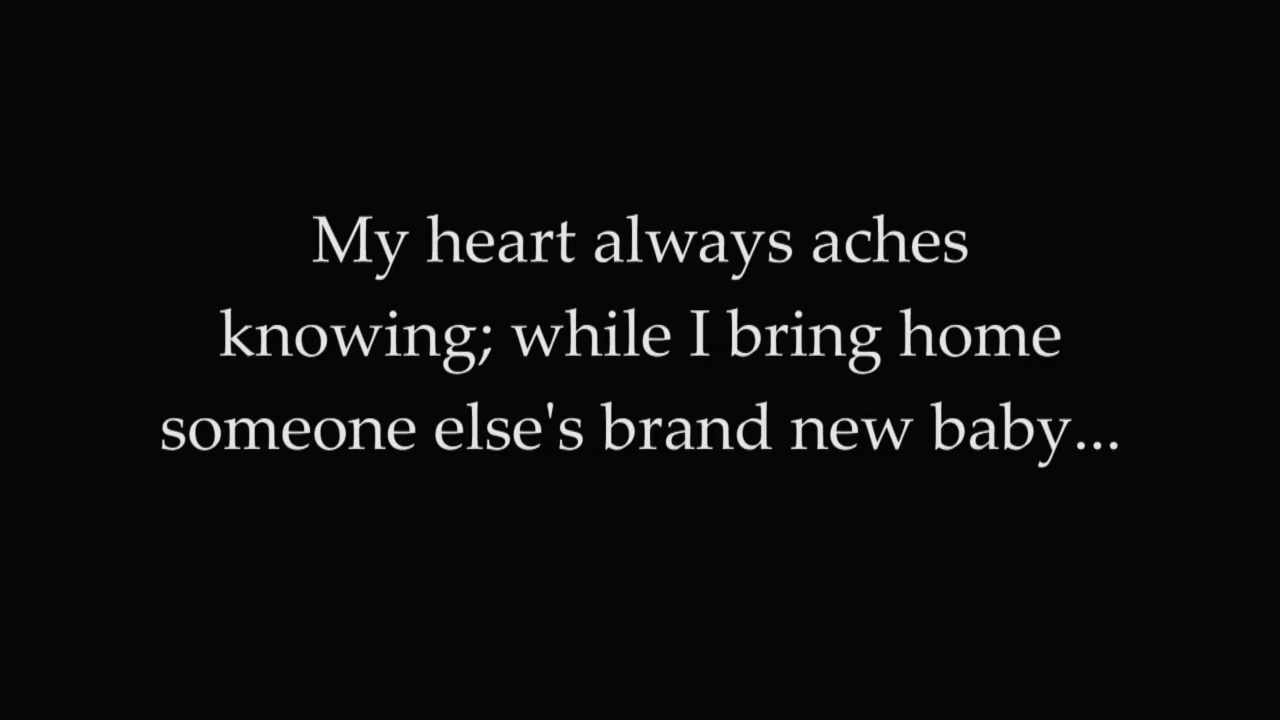 My heart always aches
knowing; while I bring home
someone else's brand new baby...